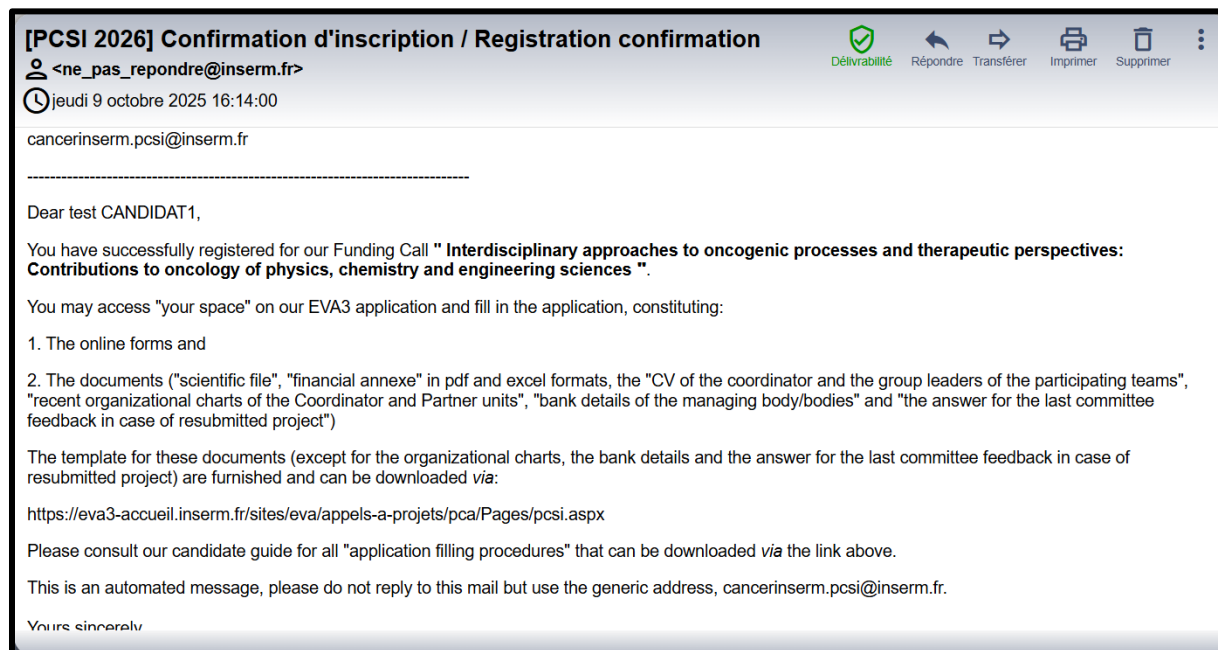 [PCSI 2026] Confirmation d'inscription / Registration confirmation
<ne_pas_repondre@inserm.fr>
jeudi 9 octobre 2025 16:14:00
Délivrabilité Répondre Transférer Imprimer Supprimer
cancerinserm.pcsi@inserm.fr
------------------------------------------------------------------------------
Dear test CANDIDAT1,
You have successfully registered for our Funding Call " Interdisciplinary approaches to oncogenic processes and therapeutic perspectives:
Contributions to oncology of physics, chemistry and engineering sciences ".
You may access "your space" on our EVA3 application and fill in the application, constituting:
1. The online forms and
2. The documents ("scientific file", "financial annexe" in pdf and excel formats, the "CV of the coordinator and the group leaders of the participating teams",
"recent organizational charts of the Coordinator and Partner units", "bank details of the managing body/bodies" and "the answer for the last committee
feedback in case of resubmitted project")
The template for these documents (except for the organizational charts, the bank details and the answer for the last committee feedback in case of
resubmitted project) are furnished and can be downloaded via:
https://eva3-accueil.inserm.fr/sites/eva/appels-a-projets/pca/Pages/pcsi.aspx
Please consult our candidate guide for all "application filling procedures" that can be downloaded via the link above.
This is an automated message, please do not reply to this mail but use the generic address, cancerinserm.pcsi@inserm.fr.
Yours sincerely